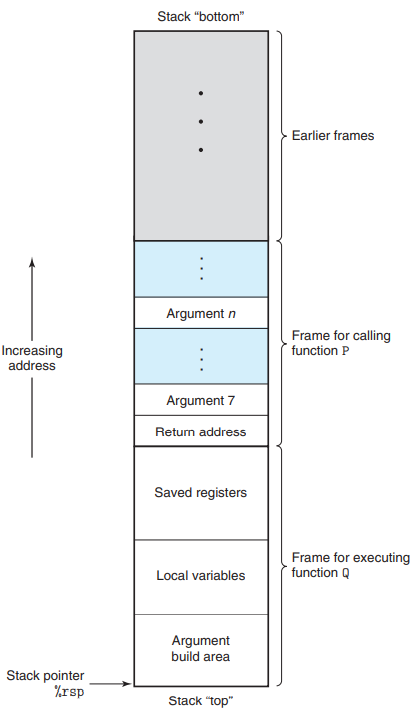 Stack “bottom”
Earlier frames
Argument n
Frame for calling
function P
Increasing
address
Argument 7
Return address
Saved registers
Frame for executing
function Q
Local variables
Argument
build area
Stack pointer
%rsp
Stack “top”